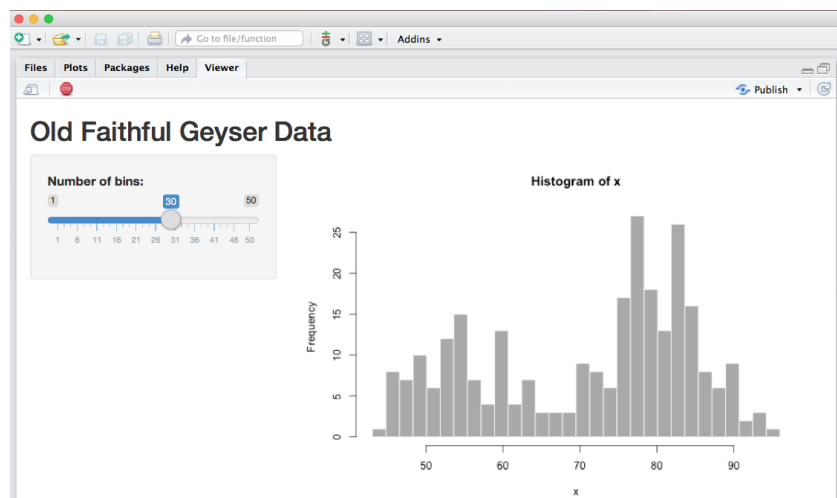 Go to file/function
Addins
Files Plots Packages Help Viewer
Publish
Old Faithful Geyser Data
Number of bins:
1 30 50
1 6 11 16 21 26 31 36 41 46 50
Histogram of x
Frequency
0 5 10 15 20 25
50 60 70 80 90
x